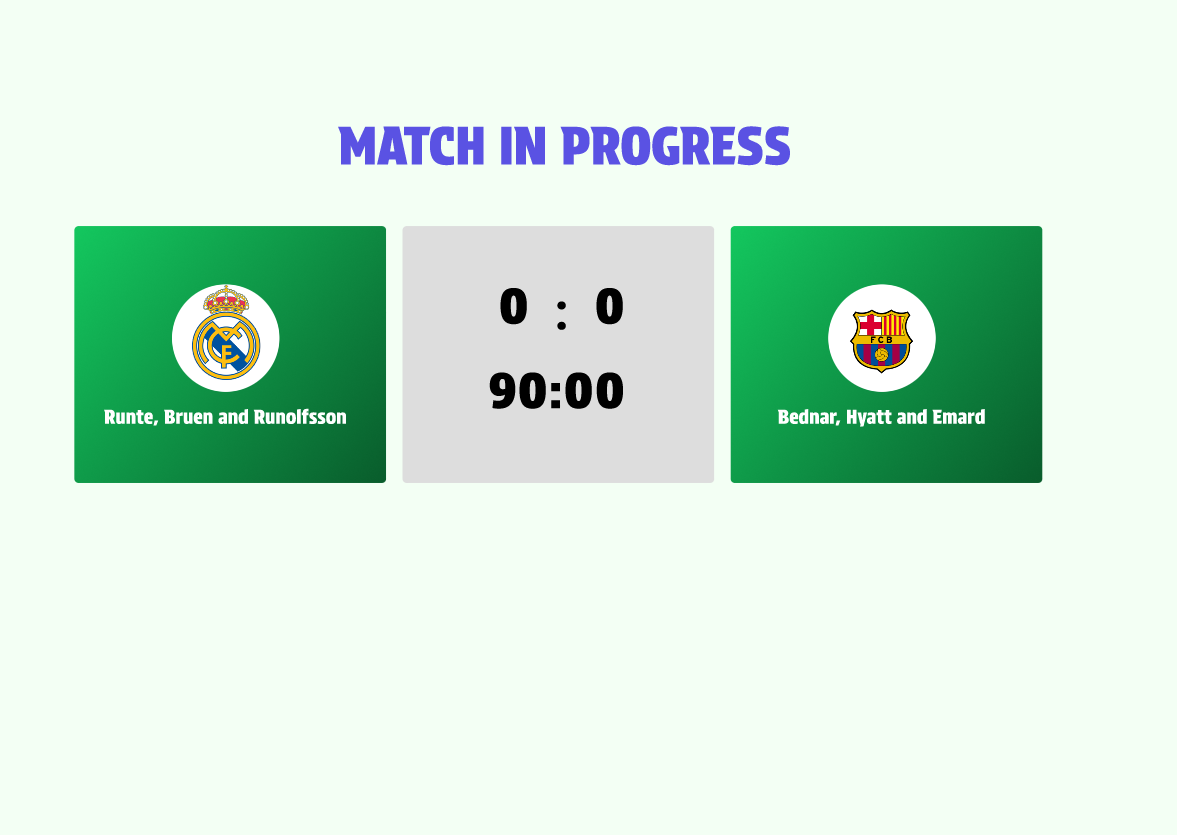 MATCH IN PROGRESS
0 : 0
90:00
Runte, Bruen and Runolfsson
FCB
Bednar, Hyatt and Emard